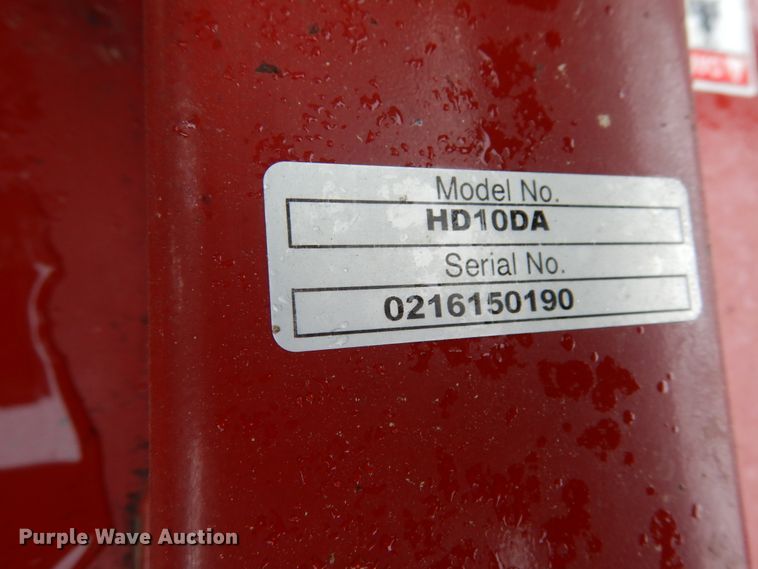 Model No.
HD10DA
Serial No.
0216150190
Purple Wave Auction®